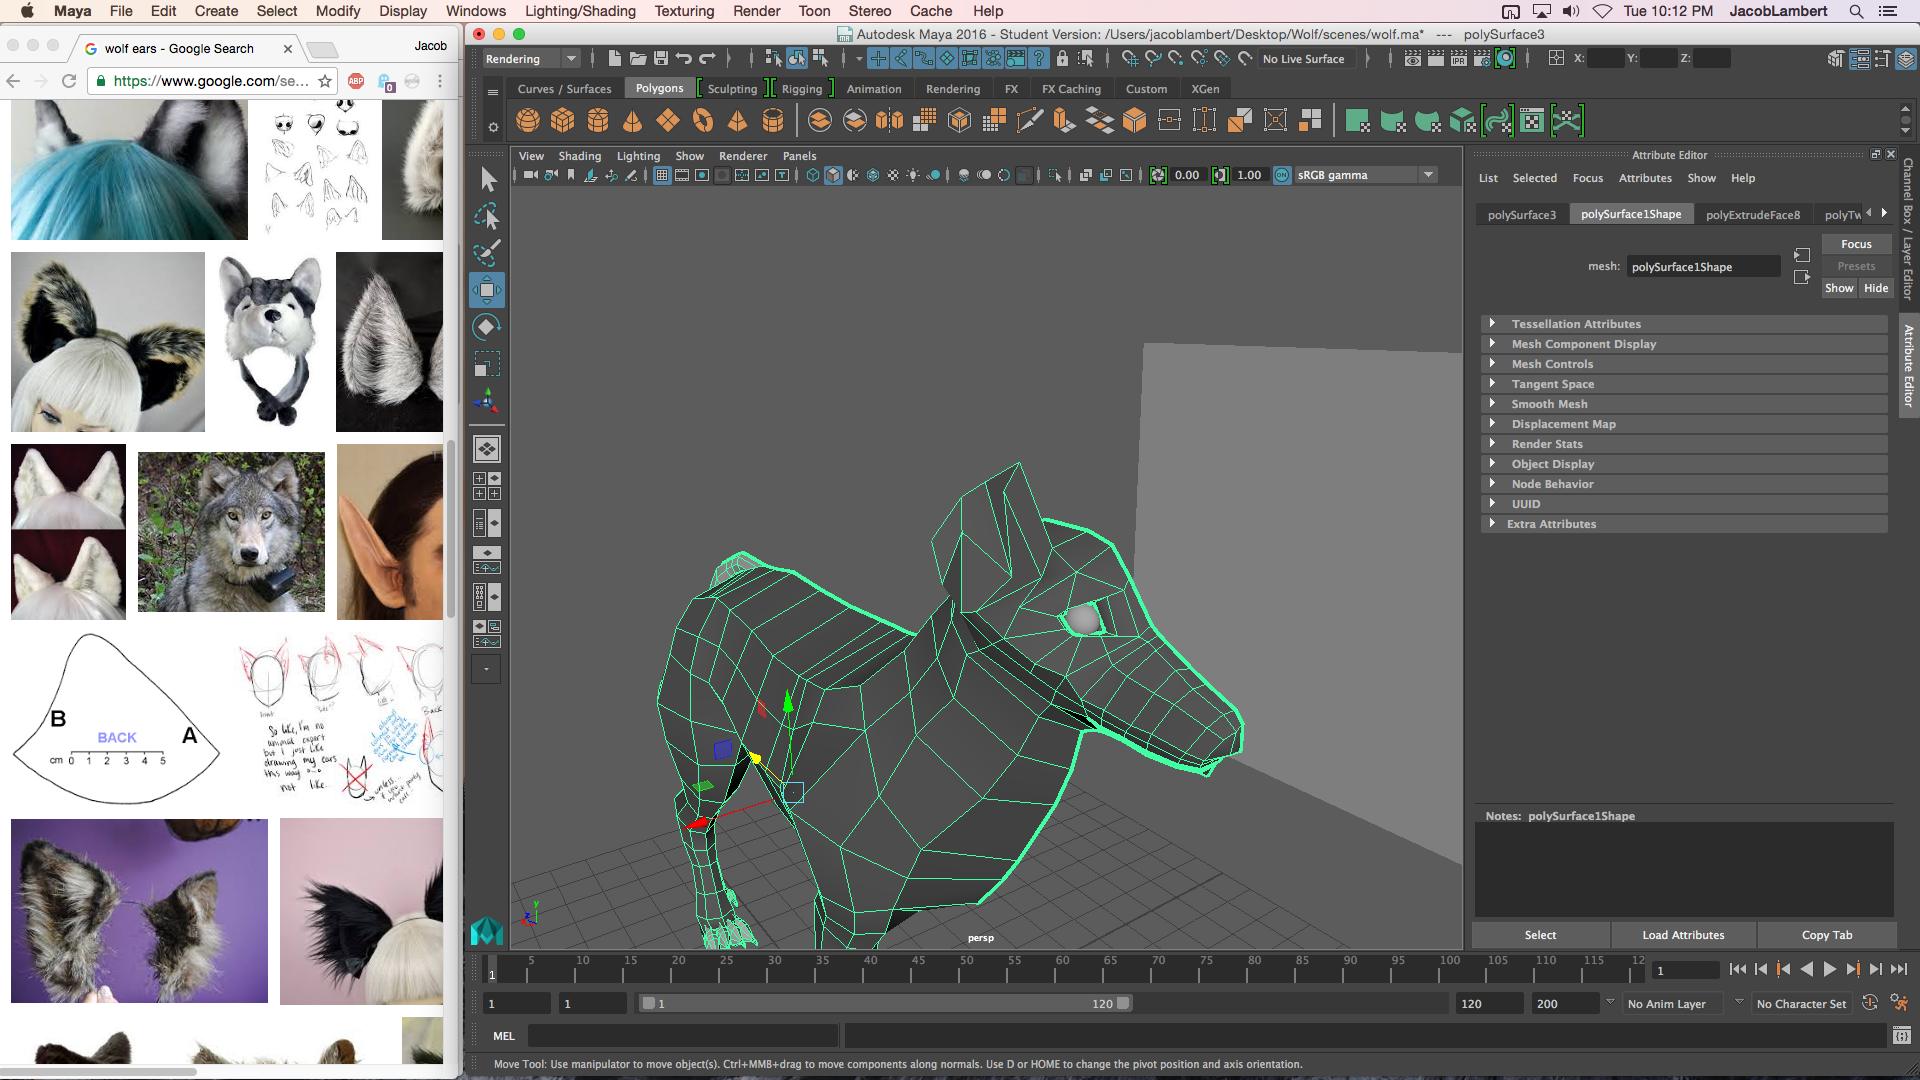 Maya File Edit Create Select Modify Display Windows Lighting/Shading Texturing Render Toon Stereo Cache Help
Tue 10:12 PM JacobLambert
wolf ears - Google Search
Jacob
https://www.google.com/se...
ABP
0
B
BACK
A
cm 0 1 2 3 4 5
So like, I'm no
animal expert
but I just like
drawing my ears
this way
not like
Back
Autodesk Maya 2016 - Student Version: /Users/jacoblambert/Desktop/Wolf/scenes/wolf.ma* --- polySurface3
Rendering
No Live Surface
IPR
X:
Y:
Z:
Curves / Surfaces Polygons Sculpting Rigging Animation Rendering FX FX Caching Custom XGen
View Shading Lighting Show Renderer Panels
0.00
1.00
ON
sRGB gamma
y
z
persp
Attribute Editor
List Selected Focus Attributes Show Help
polySurface3 polySurface1Shape polyExtrudeFace8 polyTw
mesh: polySurface1Shape
Focus
Presets
Show Hide
Tessellation Attributes
Mesh Component Display
Mesh Controls
Tangent Space
Smooth Mesh
Displacement Map
Render Stats
Object Display
Node Behavior
UUID
Extra Attributes
Notes: polySurface1Shape
Select Load Attributes Copy Tab
Channel Box / Layer Editor
Attribute Editor
1 5 10 15 20 25 30 35 40 45 50 55 60 65 70 75 80 85 90 95 100 105 110 115 12
1
1
1
1
120
120
200
No Anim Layer
No Character Set
MEL
Move Tool: Use manipulator to move object(s). Ctrl+MMB+drag to move components along normals. Use D or HOME to change the pivot position and axis orientation.